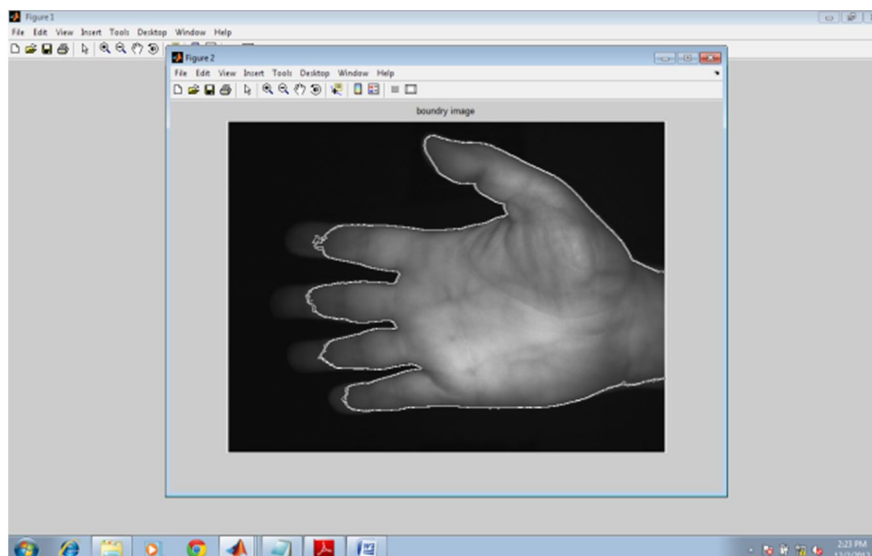 Figure 1
File Edit View Insert Tools Desktop Window Help
Figure 2
File Edit View Insert Tools Desktop Window Help
boundry image
2:23 PM